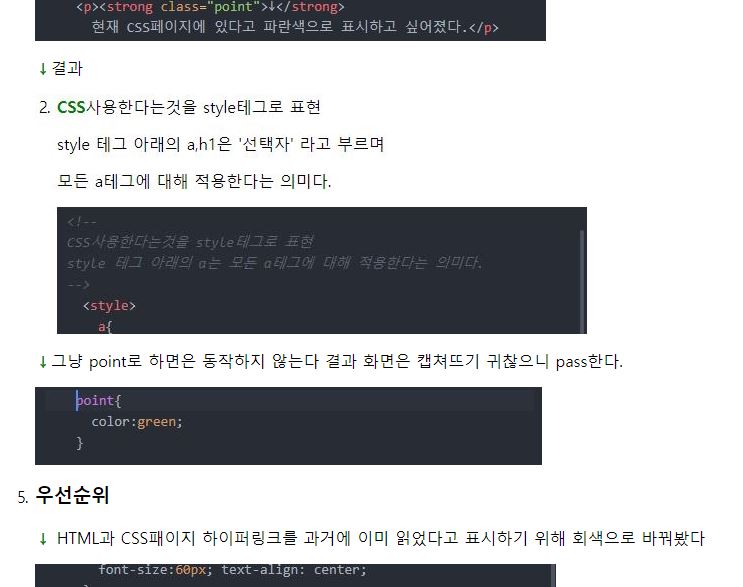 <p><strong class="point">↓</strong>
현재 CSS페이지에 있다고 파란색으로 표시하고 싶어졌다.</p>
↓ 결과
2. CSS사용한다는것을 style테그로 표현
style 테그 아래의 a,h1은 '선택자' 라고 부르며
모든 a테그에 대해 적용한다는 의미다.
<!--
CSS사용한다는것을 style테그로 표현
style 테그 아래의 a는 모든 a테그에 대해 적용한다는 의미다.
-->
<style>
a{
↓ 그냥 point로 하면은 동작하지 않는다 결과 화면은 캡쳐뜨기 귀찮으니 pass한다.
point{
color:green;
}
5. 우선순위
↓ HTML과 CSS패이지 하이퍼링크를 과거에 이미 읽었다고 표시하기 위해 회색으로 바꿔봤다
font-size:60px; text-align: center;